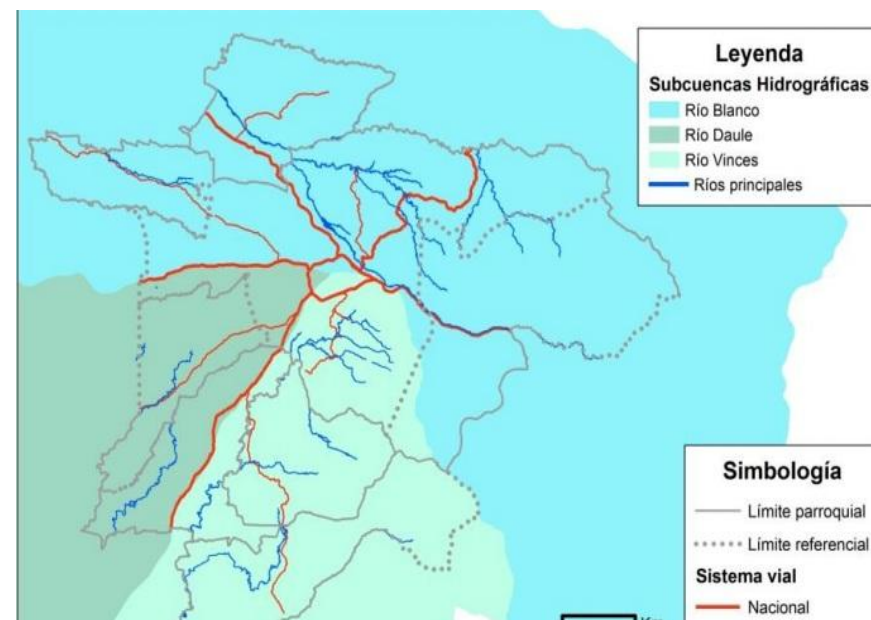 Leyenda
Subcuencas Hidrográficas
Río Blanco
Río Daule
Río Vinces
Ríos principales
Simbología
Límite parroquial
Límite referencial
Sistema vial
Nacional